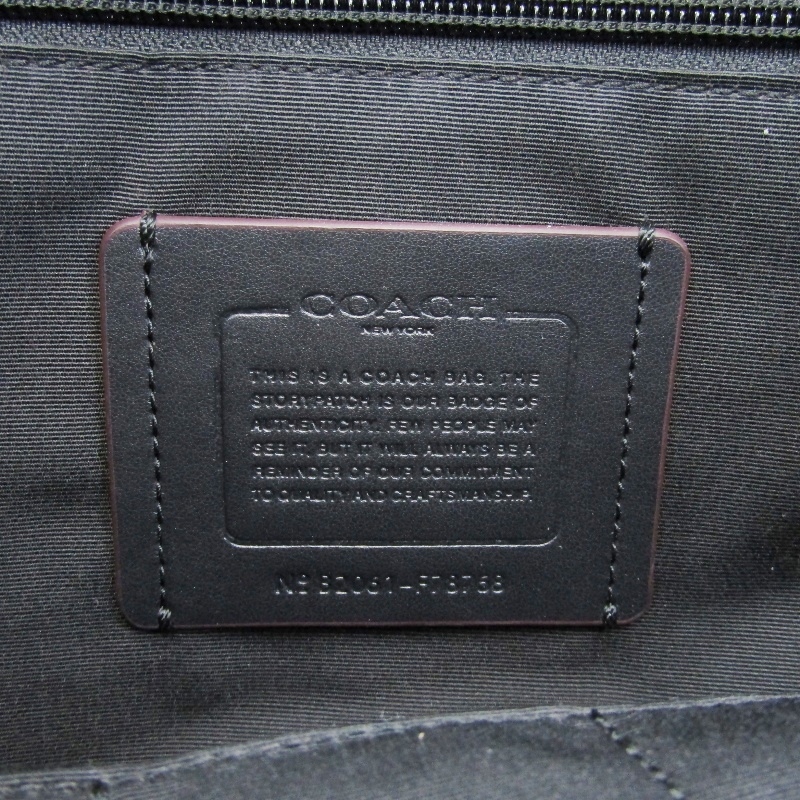 COACH
NEW YORK
THIS IS A COACH BAG. THE
STORYPATCH IS OUR BADGE OF
AUTHENTICITY. FEW PEOPLE MAY
SEE IT, BUT IT WILL ALWAYS BE A
REMINDER OF OUR COMMITMENT
TO QUALITY AND CRAFTSMANSHIP.
Nº B2061-F78768